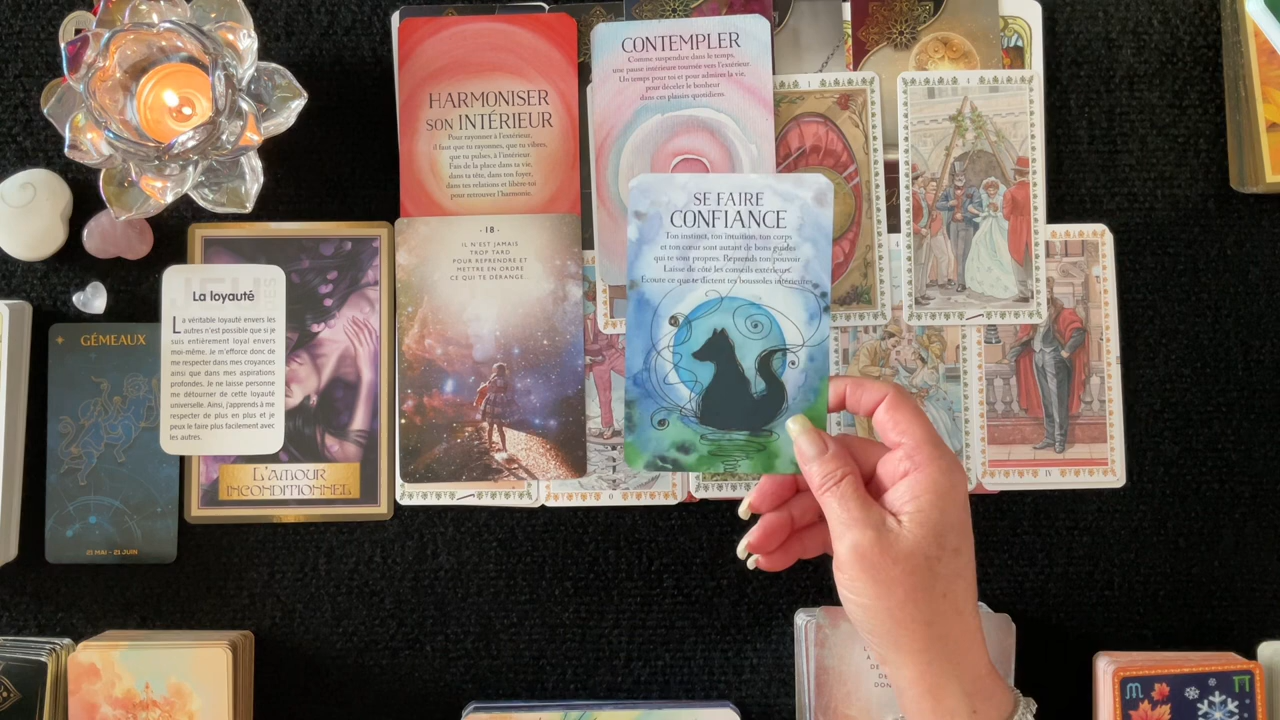 HARMONISER
SON INTÉRIEUR
Pour rayonner à l'extérieur,
il faut que tu rayonnes, que tu vibres,
que tu pulses, à l'intérieur.
Fais de la place dans ta vie,
dans ta tête, dans ton foyer,
dans tes relations et libère-toi
pour retrouver l'harmonie.
CONTEMPLER
Comme suspendu·e dans le temps,
une pause intérieure tournée vers l'extérieur.
Un temps pour toi et pour admirer la vie,
pour déceler le bonheur
dans ces plaisirs quotidiens.
1
4
SE FAIRE
CONFIANCE
Ton instinct, ton intuition, ton corps
et ton cœur sont autant de bons guides
qui te sont propres. Reprends ton pouvoir
Laisse de côté les conseils extérieurs.
Écoute ce que te dictent tes boussoles intérieures
· 18 ·
IL N'EST JAMAIS
TROP TARD
POUR REPRENDRE ET
METTRE EN ORDRE
CE QUI TE DÉRANGE...
La loyauté
La véritable loyauté envers les
autres n'est possible que si je
suis entièrement loyal envers
moi-même. Je m'efforce donc de
me respecter dans mes croyances
ainsi que dans mes aspirations
profondes. Je ne laisse personne
me détourner de cette loyauté
universelle. Ainsi, j'apprends à me
respecter de plus en plus et je
peux le faire plus facilement avec
les autres.
GÉMEAUX
21 MAI - 21 JUIN
L'AMOUR
INCONDITIONNEL
0
IV
DE
DON
♏ ♊